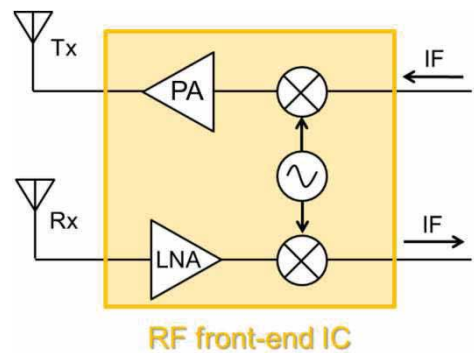 Tx
PA
IF
Rx
LNA
IF
RF front-end IC